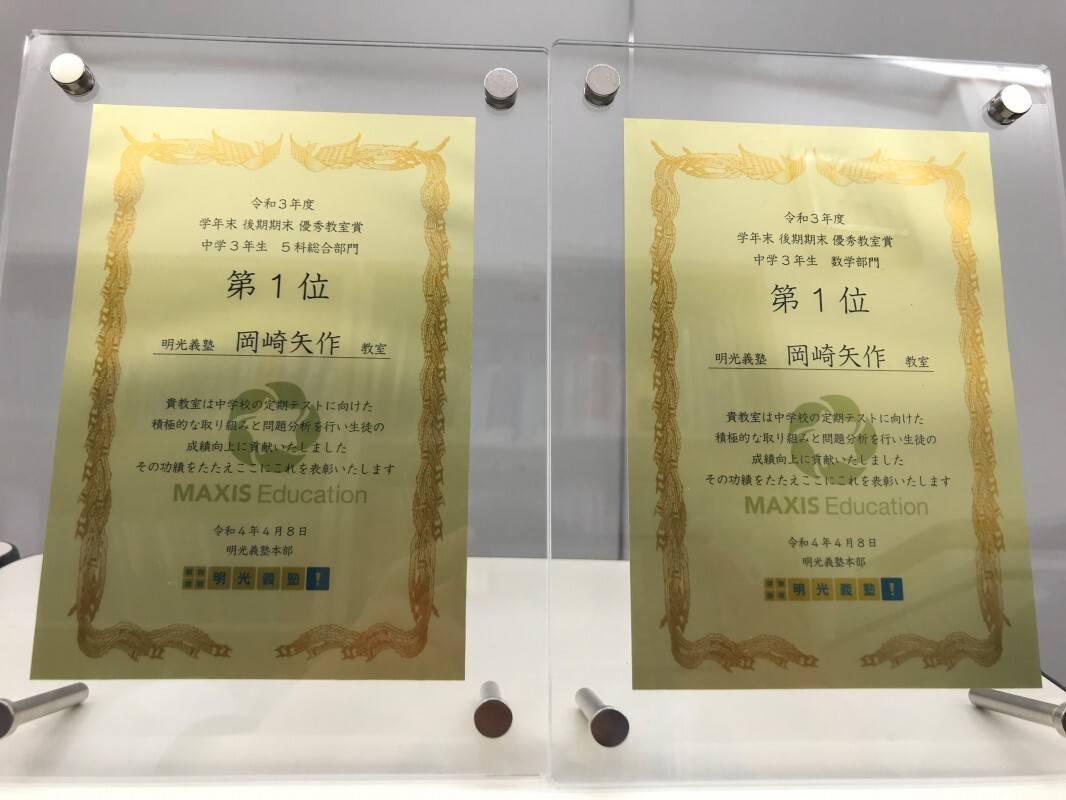 令和３年度
学年末 後期期末 優秀教室賞
中学３年生 ５科総合部門
第１位
明光義塾 岡崎矢作 教室
貴教室は中学校の定期テストに向けた
積極的な取り組みと問題分析を行い生徒の
成績向上に貢献いたしました
その功績をたたえここにこれを表彰いたします
MAXIS Education
令和４年４月８日
明光義塾本部
個別指導 明光義塾!
令和３年度
学年末 後期期末 優秀教室賞
中学３年生 数学部門
第１位
明光義塾 岡崎矢作 教室
貴教室は中学校の定期テストに向けた
積極的な取り組みと問題分析を行い生徒の
成績向上に貢献いたしました
その功績をたたえここにこれを表彰いたします
MAXIS Education
令和４年４月８日
明光義塾本部
個別指導 明光義塾!